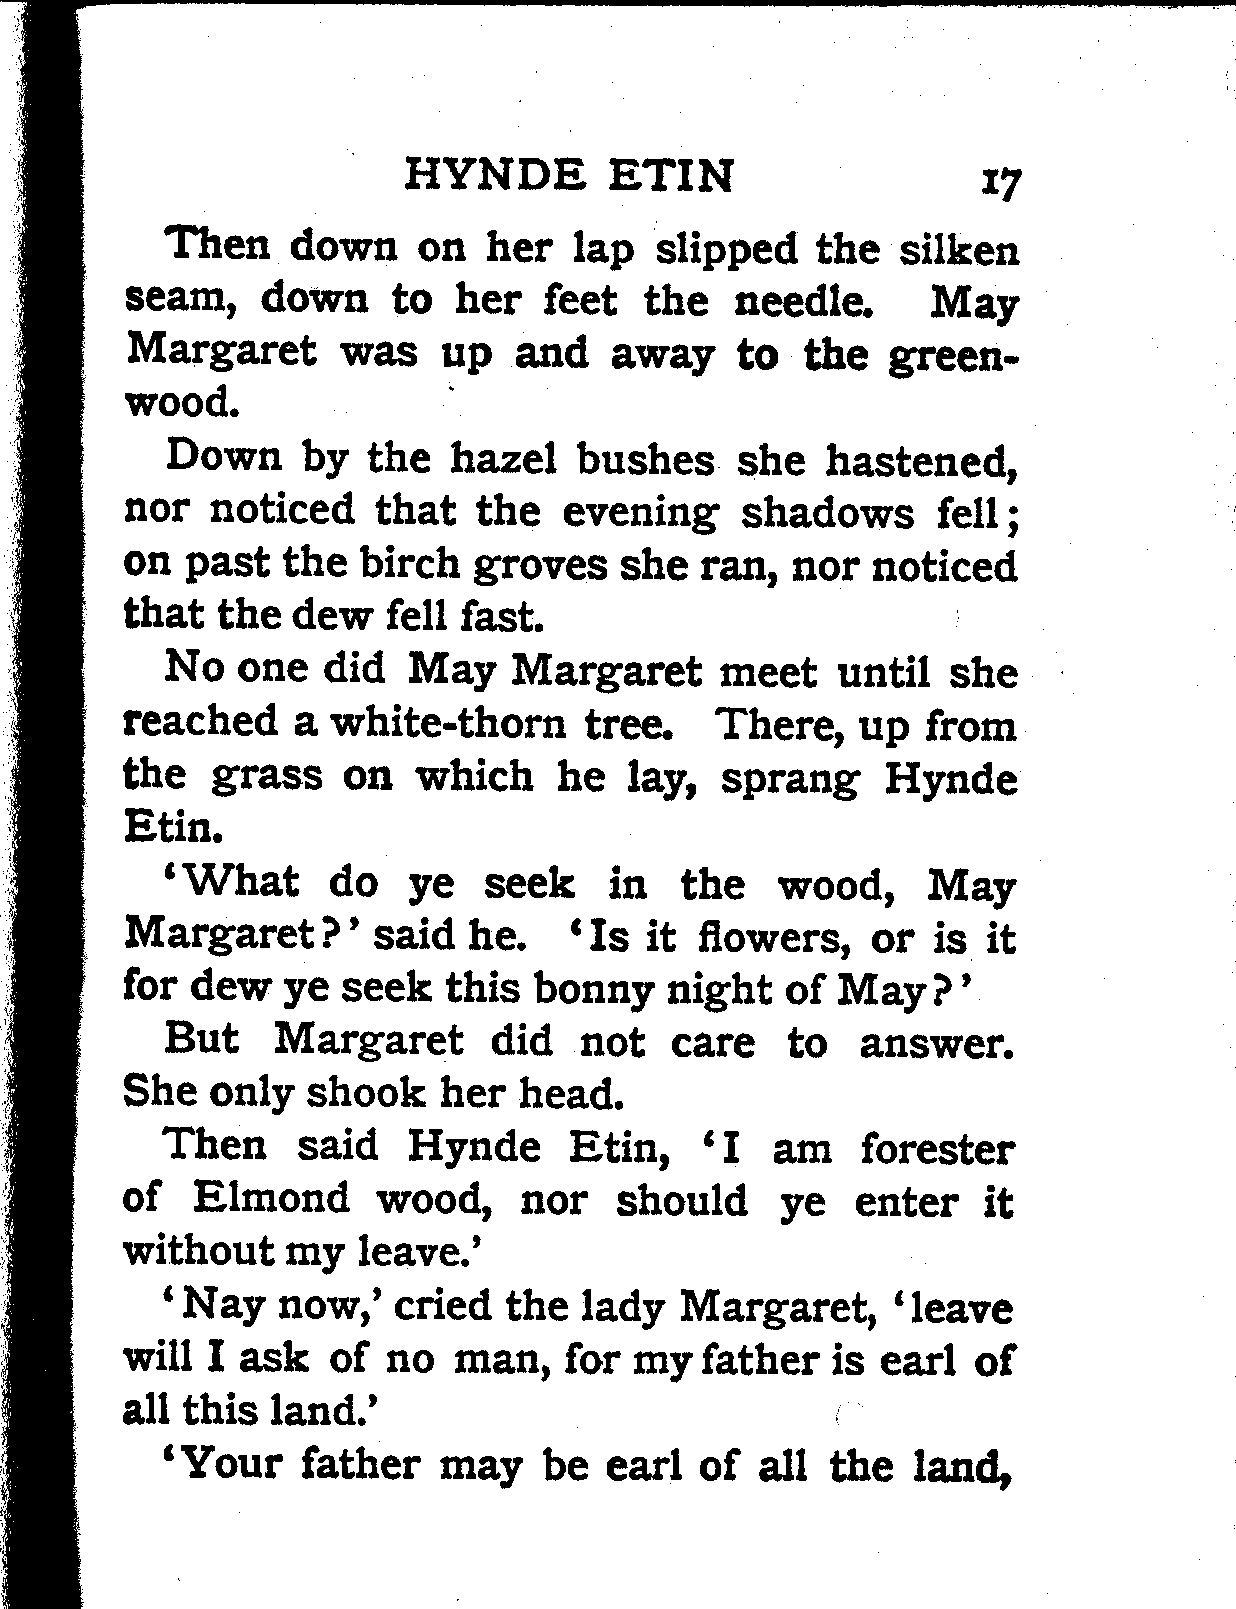 HYNDE ETIN 17
Then down on her lap slipped the silken
seam, down to her feet the needle. May
Margaret was up and away to the green-
wood.
Down by the hazel bushes she hastened,
nor noticed that the evening shadows fell;
on past the birch groves she ran, nor noticed
that the dew fell fast.
No one did May Margaret meet until she
reached a white-thorn tree. There, up from
the grass on which he lay, sprang Hynde
Etin.
‘What do ye seek in the wood, May
Margaret?’ said he. ‘Is it flowers, or is it
for dew ye seek this bonny night of May?’
But Margaret did not care to answer.
She only shook her head.
Then said Hynde Etin, ‘I am forester
of Elmond wood, nor should ye enter it
without my leave.’
‘Nay now,’ cried the lady Margaret, ‘leave
will I ask of no man, for my father is earl of
all this land.’
‘Your father may be earl of all the land,